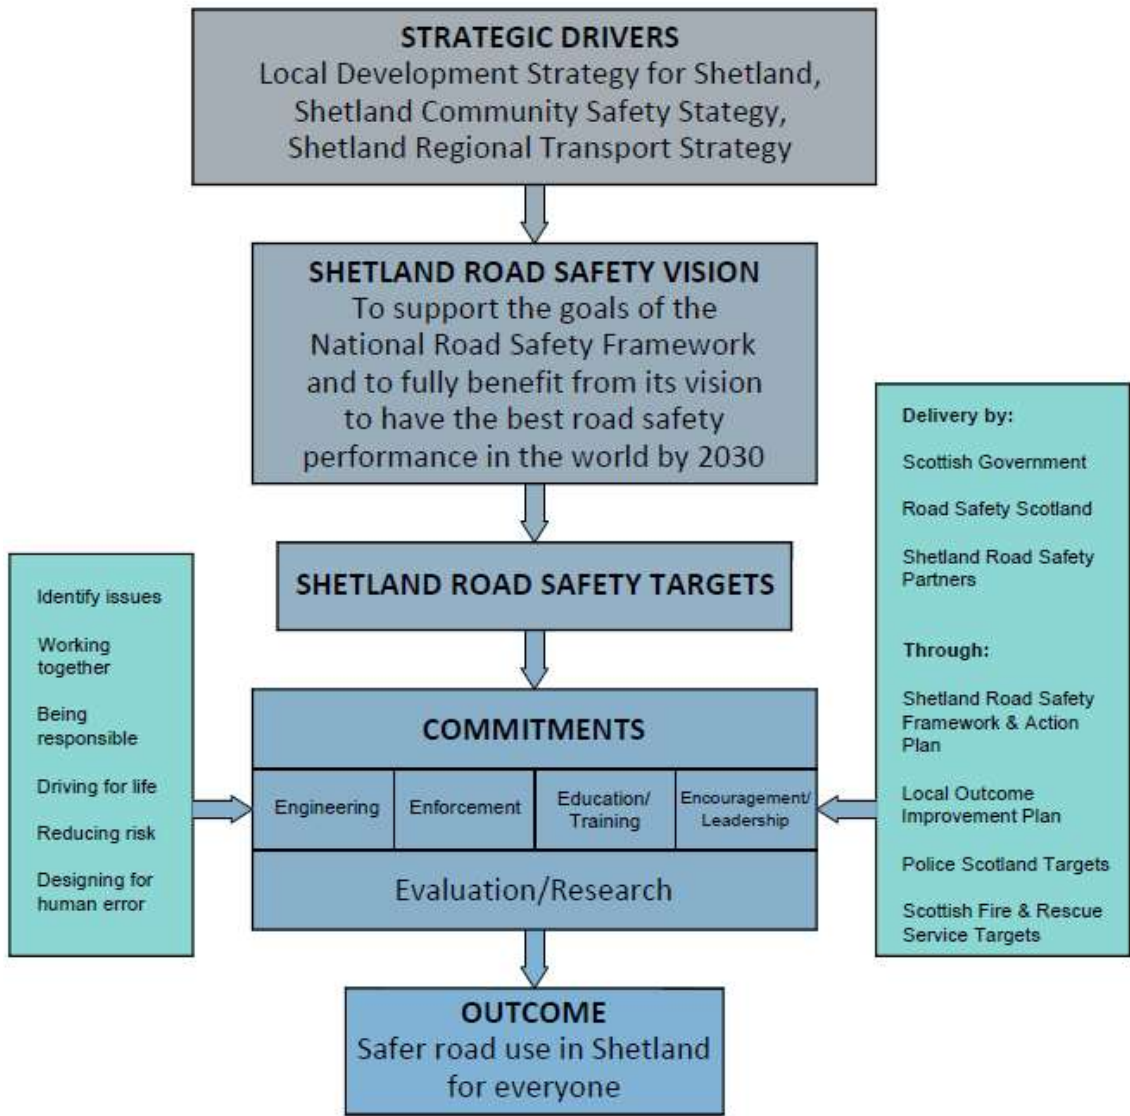 STRATEGIC DRIVERS
Local Development Strategy for Shetland,
Shetland Community Safety Stategy,
Shetland Regional Transport Strategy
SHETLAND ROAD SAFETY VISION
To support the goals of the
National Road Safety Framework
and to fully benefit from its vision
to have the best road safety
performance in the world by 2030
SHETLAND ROAD SAFETY TARGETS
Identify issues
Working
together
Being
responsible
Driving for life
Reducing risk
Designing for
human error
COMMITMENTS
Engineering
Enforcement
Education/
Training
Encouragement/
Leadership
Evaluation/Research
Delivery by:
Scottish Government
Road Safety Scotland
Shetland Road Safety
Partners
Through:
Shetland Road Safety
Framework & Action
Plan
Local Outcome
Improvement Plan
Police Scotland Targets
Scottish Fire & Rescue
Service Targets
OUTCOME
Safer road use in Shetland
for everyone